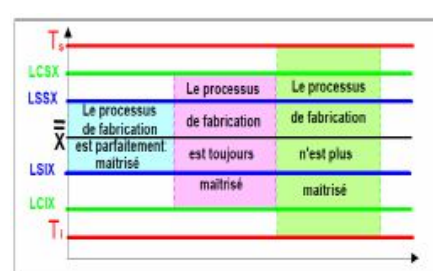 Ts
LCSX
LSSX
X
LSIX
LCIX
Ti
Le processus
de fabrication
est parfaitement
maîtrisé
Le processus
de fabrication
est toujours
maîtrisé
Le processus
de fabrication
n'est plus
maîtrisé